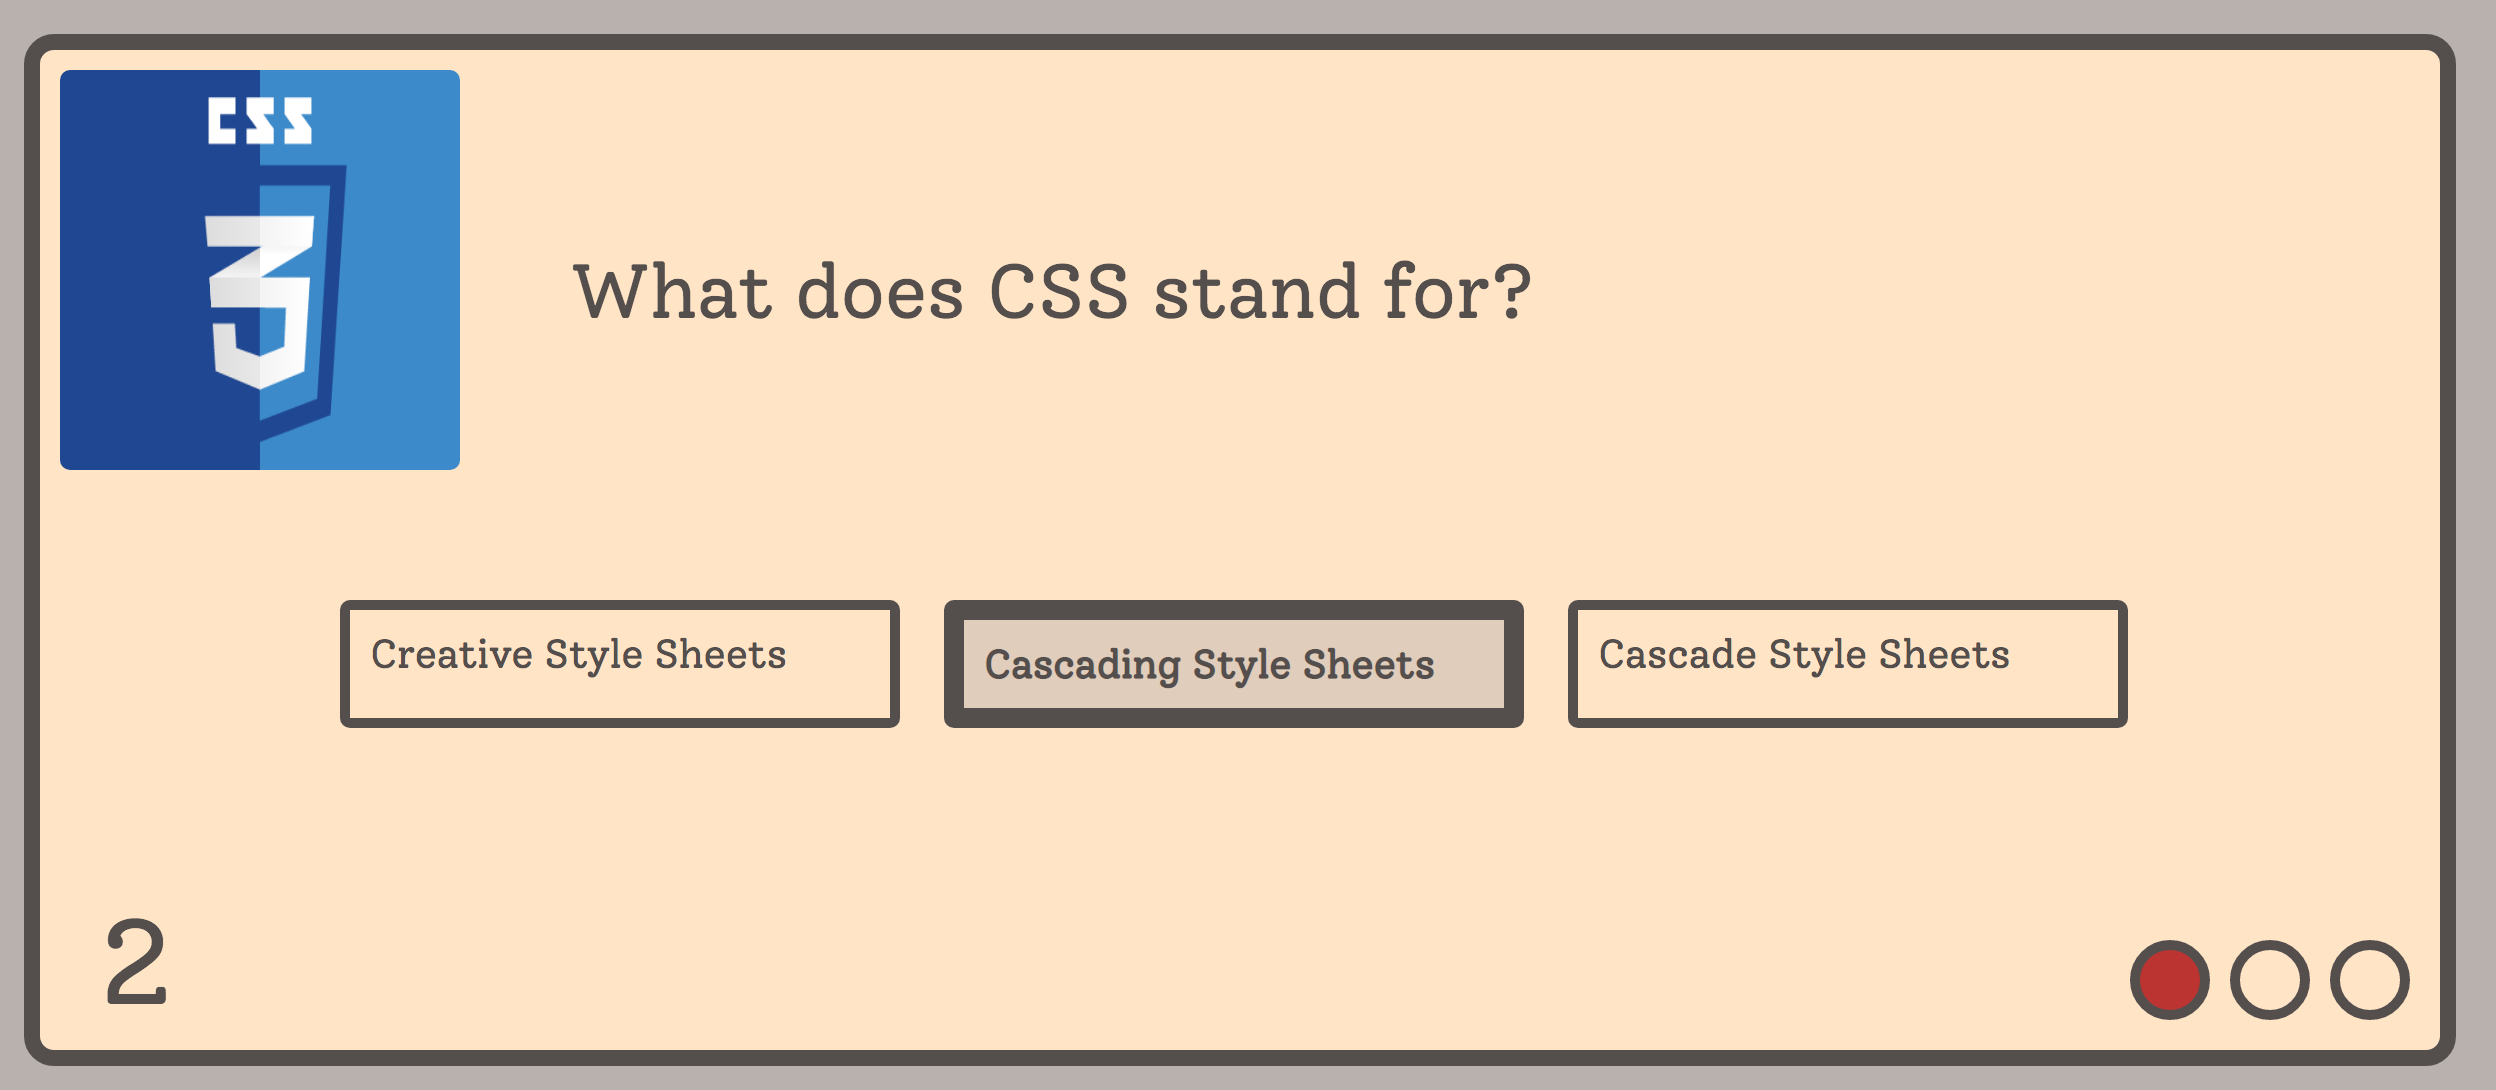 CSS
3
What does CSS stand for?
Creative Style Sheets
Cascading Style Sheets
Cascade Style Sheets
2